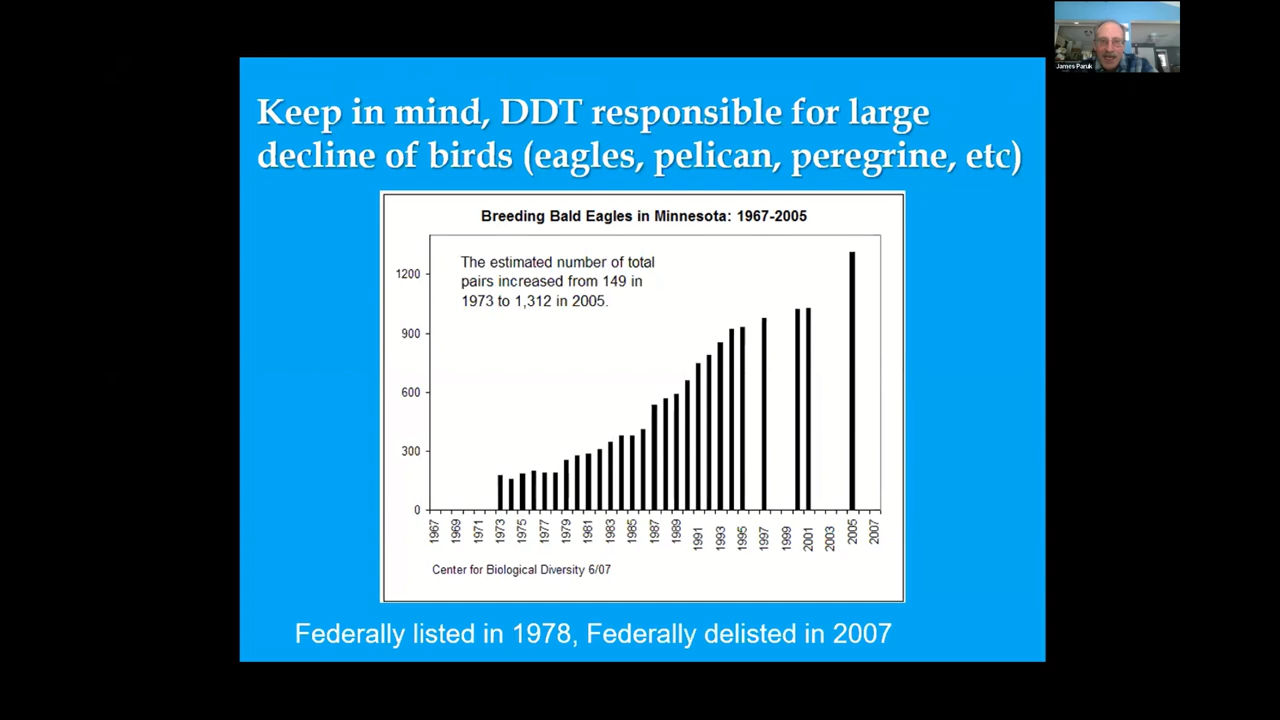 James Paruk
Keep in mind, DDT responsible for large
decline of birds (eagles, pelican, peregrine, etc)
Breeding Bald Eagles in Minnesota: 1967-2005
The estimated number of total
pairs increased from 149 in
1973 to 1,312 in 2005.
1200
900
600
300
0
1967 1969 1971 1973 1975 1977 1979 1981 1983 1985 1987 1989 1991 1993 1995 1997 1999 2001 2003 2005 2007
Center for Biological Diversity 6/07
Federally listed in 1978, Federally delisted in 2007